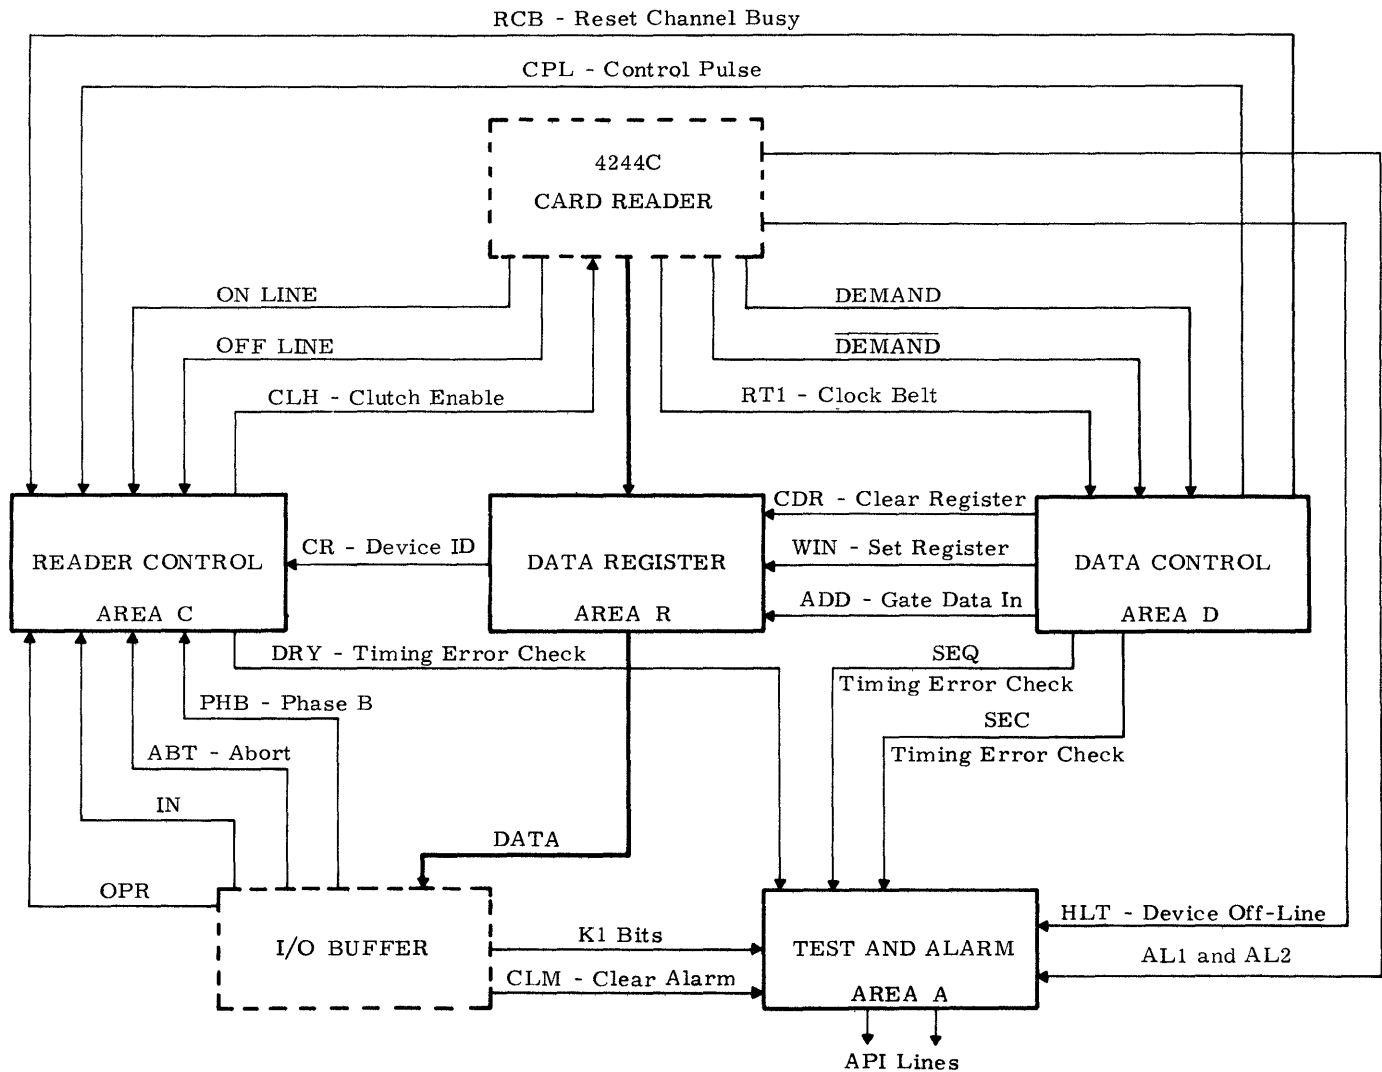 RCB - Reset Channel Busy
CPL - Control Pulse
4244C
CARD READER
ON LINE
DEMAND
OFF LINE
DEMAND
CLH - Clutch Enable
RT1 - Clock Belt
CDR - Clear Register
CR - Device ID
WIN - Set Register
READER CONTROL
DATA REGISTER
DATA CONTROL
ADD - Gate Data In
AREA C
AREA R
AREA D
DRY - Timing Error Check
SEQ
Timing Error Check
PHB - Phase B
SEC
Timing Error Check
ABT - Abort
IN
DATA
OPR
HLT - Device Off-Line
K1 Bits
I/O BUFFER
TEST AND ALARM
AL1 and AL2
CLM - Clear Alarm
AREA A
API Lines